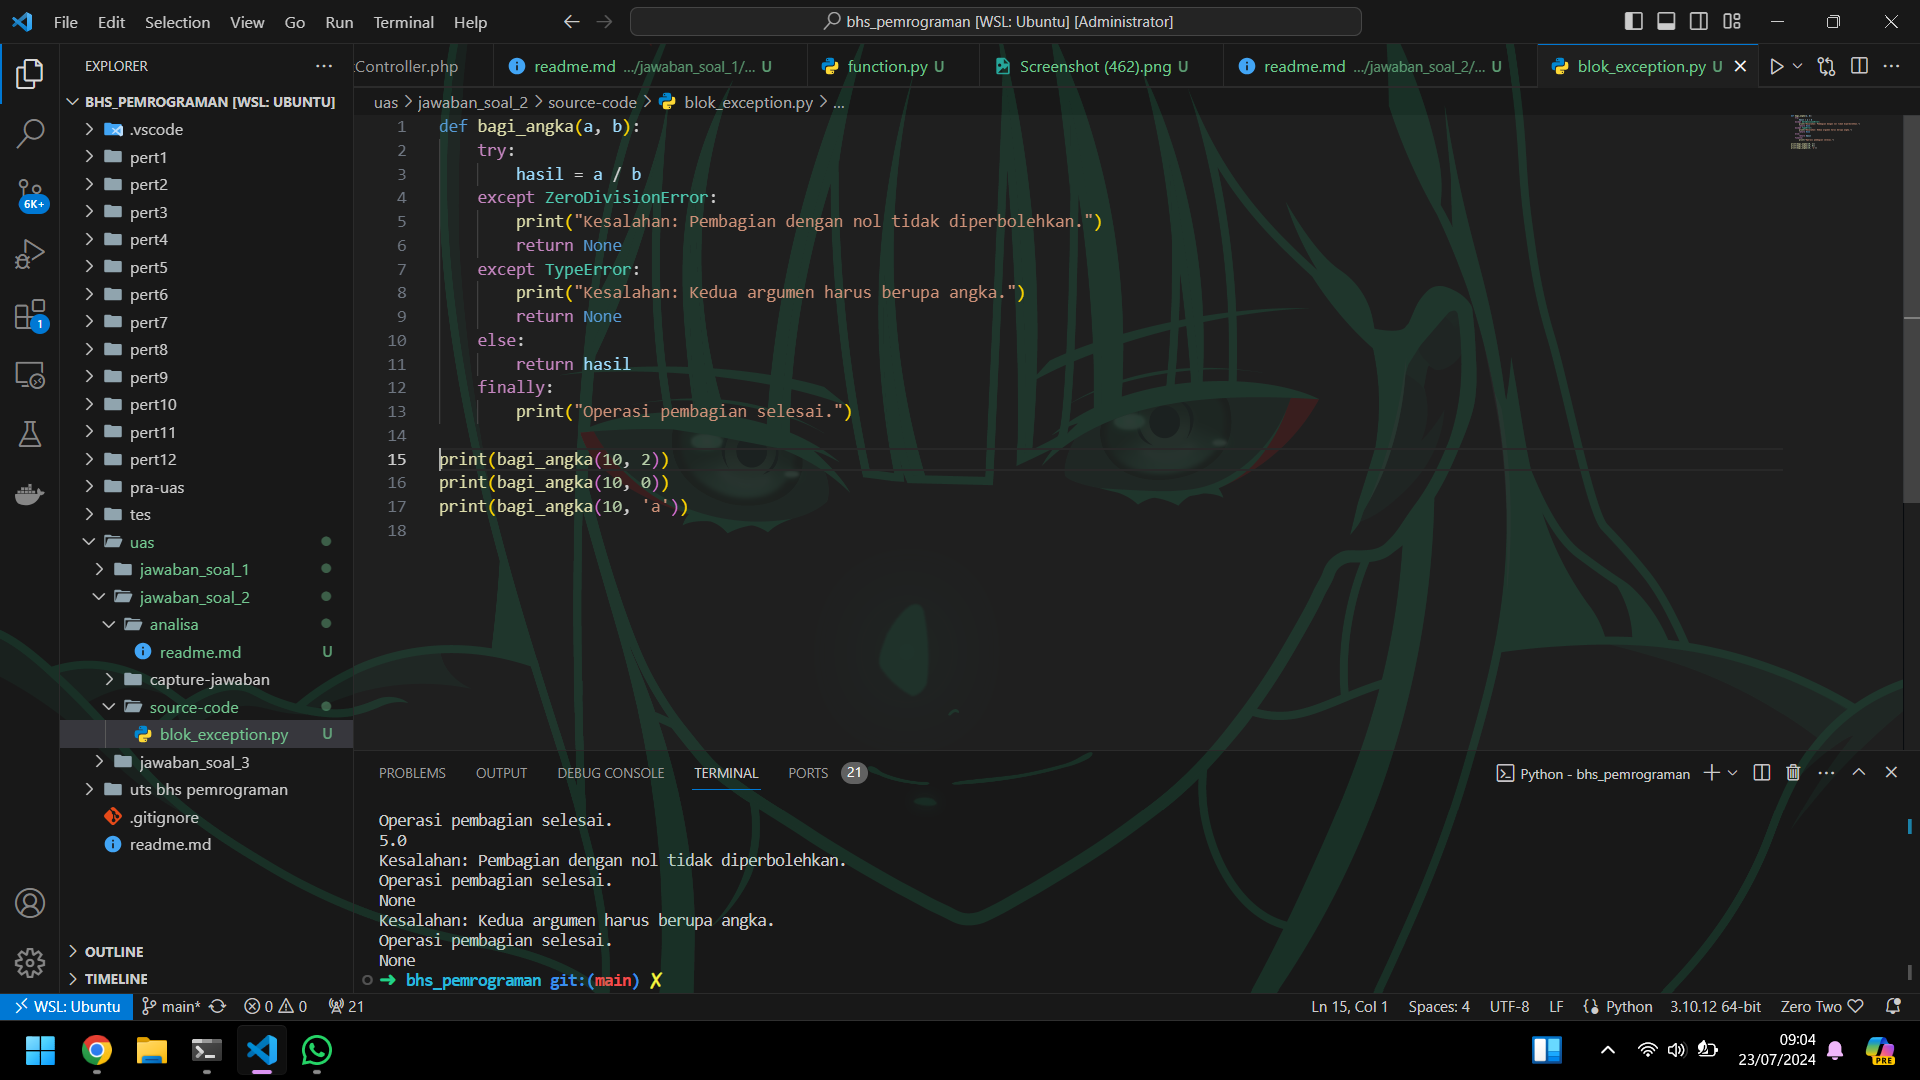 File Edit Selection View Go Run Terminal Help
bhs_pemrograman [WSL: Ubuntu] [Administrator]
EXPLORER
Controller.php
readme.md .../jawaban_soal_1/... U
function.py U
Screenshot (462).png U
readme.md .../jawaban_soal_2/... U
blok_exception.py U
BHS_PEMROGRAMAN [WSL: UBUNTU]
.vscode
pert1
pert2
pert3
pert4
pert5
pert6
pert7
pert8
pert9
pert10
pert11
pert12
pra-uas
tes
uas
jawaban_soal_1
jawaban_soal_2
analisa
readme.md U
capture-jawaban
source-code
blok_exception.py U
jawaban_soal_3
uts bhs pemrograman
.gitignore
readme.md
OUTLINE
TIMELINE
6K+
1
uas > jawaban_soal_2 > source-code > blok_exception.py > ...
1 def bagi_angka(a, b):
2 try:
3 hasil = a / b
4 except ZeroDivisionError:
5 print("Kesalahan: Pembagian dengan nol tidak diperbolehkan.")
6 return None
7 except TypeError:
8 print("Kesalahan: Kedua argumen harus berupa angka.")
9 return None
10 else:
11 return hasil
12 finally:
13 print("Operasi pembagian selesai.")
14
15 print(bagi_angka(10, 2))
16 print(bagi_angka(10, 0))
17 print(bagi_angka(10, 'a'))
18
PROBLEMS OUTPUT DEBUG CONSOLE TERMINAL PORTS 21
Python - bhs_pemrograman
Operasi pembagian selesai.
5.0
Kesalahan: Pembagian dengan nol tidak diperbolehkan.
Operasi pembagian selesai.
None
Kesalahan: Kedua argumen harus berupa angka.
Operasi pembagian selesai.
None
➜ bhs_pemrograman git:(main) ✗
WSL: Ubuntu main* 0 0 21
Ln 15, Col 1 Spaces: 4 UTF-8 LF Python 3.10.12 64-bit Zero Two
09:04
23/07/2024
PRE